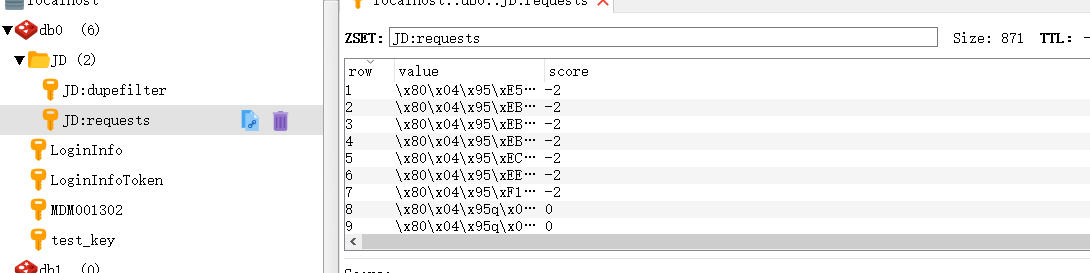 localhost
db0 (6)
JD (2)
JD:dupefilter
JD:requests
LoginInfo
LoginInfoToken
MDM001302
test_key
db1 (0)
localhost::db0::JD:requests
ZSET: JD:requests Size: 871 TTL: -
row value score
1 \x80\x04\x95\xE5… -2
2 \x80\x04\x95\xEB… -2
3 \x80\x04\x95\xEB… -2
4 \x80\x04\x95\xEB… -2
5 \x80\x04\x95\xEC… -2
6 \x80\x04\x95\xEE… -2
7 \x80\x04\x95\xF1… -2
8 \x80\x04\x95q\x0… 0
9 \x80\x04\x95q\x0… 0